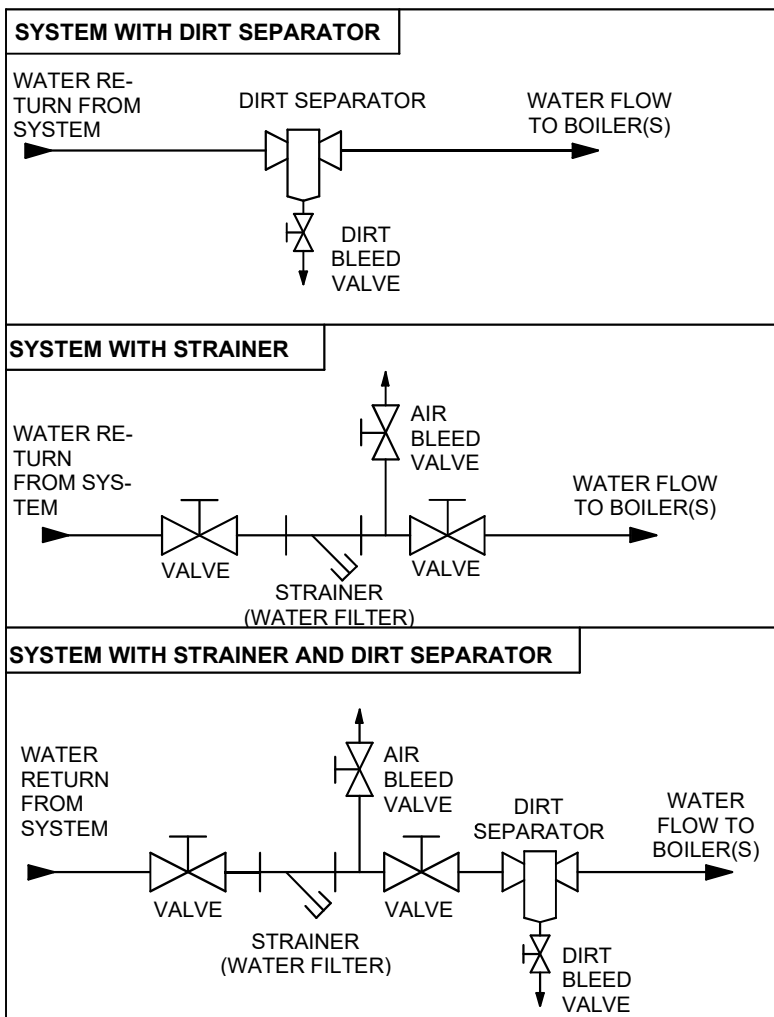 SYSTEM WITH DIRT SEPARATOR
WATER RE-
TURN FROM
SYSTEM
DIRT SEPARATOR
WATER FLOW
TO BOILER(S)
DIRT
BLEED
VALVE
SYSTEM WITH STRAINER
WATER RE-
TURN
FROM SYS-
TEM
AIR
BLEED
VALVE
WATER FLOW
TO BOILER(S)
VALVE
VALVE
STRAINER
(WATER FILTER)
SYSTEM WITH STRAINER AND DIRT SEPARATOR
WATER
RETURN
FROM
SYSTEM
AIR
BLEED
VALVE
DIRT
SEPARATOR
WATER
FLOW TO
BOILER(S)
VALVE
VALVE
STRAINER
(WATER FILTER)
DIRT
BLEED
VALVE